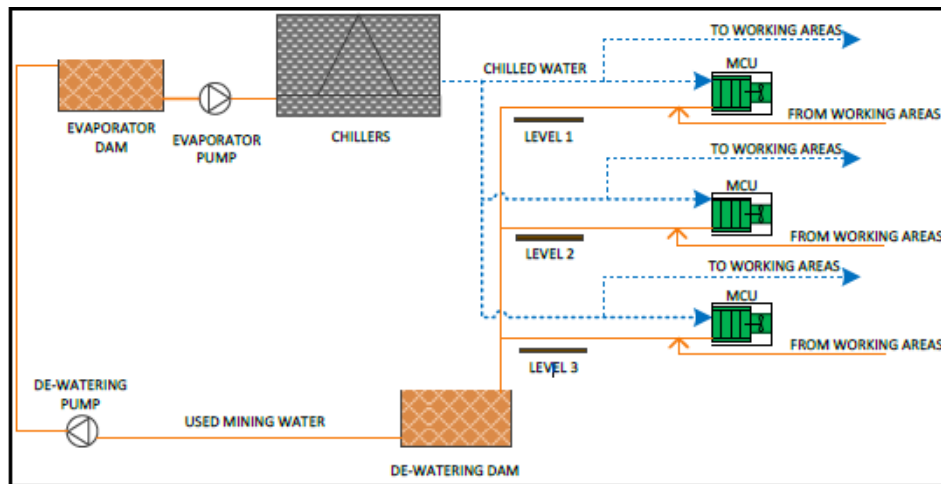 TO WORKING AREAS
MCU
CHILLED WATER
FROM WORKING AREAS
EVAPORATOR
DAM
EVAPORATOR
PUMP
CHILLERS
LEVEL 1
TO WORKING AREAS
MCU
FROM WORKING AREAS
LEVEL 2
TO WORKING AREAS
MCU
FROM WORKING AREAS
LEVEL 3
DE-WATERING
PUMP
USED MINING WATER
DE-WATERING DAM